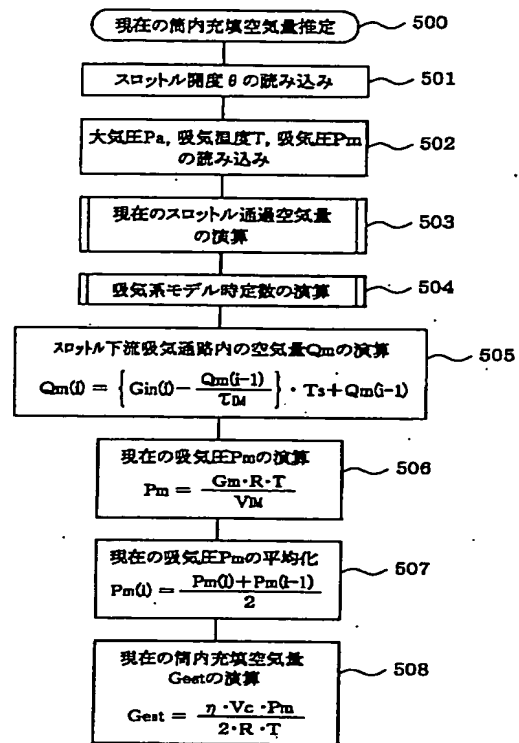 現在の筒内充填空気量推定
500
スロットル開度θの読み込み
501
大気圧Pa, 吸気温度T, 吸気圧Pm
の読み込み
502
現在のスロットル通過空気量
の演算
503
吸気系モデル時定数の演算
504
スロットル下流吸気通路内の空気量Qmの演算
505
Qm(i) = { Gin(i) − Qm(i-1) / τIM } · Ts + Qm(i-1)
現在の吸気圧Pmの演算
506
Pm = Gm·R·T / VIM
現在の吸気圧Pmの平均化
507
Pm(i) = Pm(i) + Pm(i-1) / 2
現在の筒内充填空気量
Gestの演算
508
Gest = η·Vc·Pm / 2·R·T